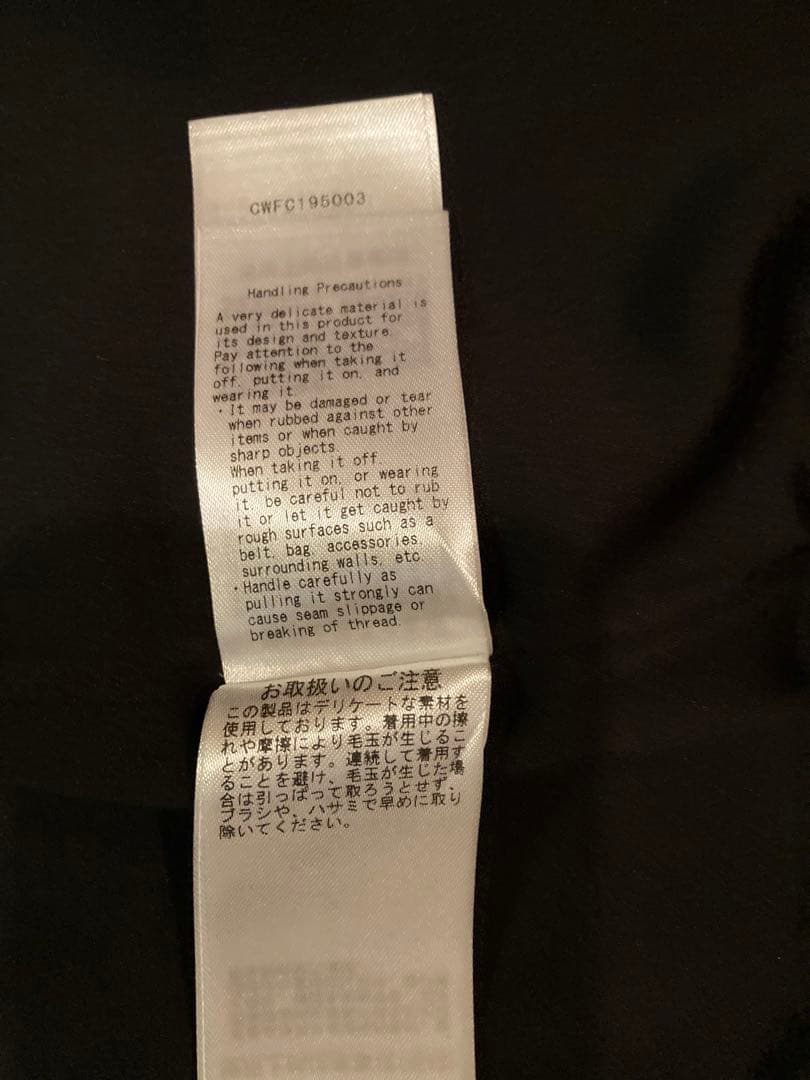 CWFC195003
Handling Precautions
A very delicate material is
used in this product for
its design and texture.
Pay attention to the
following when taking it
off, putting it on, and
wearing it.
・It may be damaged or tear
when rubbed against other
items or when caught by
sharp objects.
When taking it off,
putting it on, or wearing
it, be careful not to rub
it or let it get caught by
rough surfaces such as a
belt, bag, accessories,
surrounding walls, etc.
・Handle carefully as
pulling it strongly can
cause seam slippage or
breaking of thread.
お取扱いのご注意
この製品はデリケートな素材を
使用しております。着用中の擦
れや摩擦により毛玉が生じるこ
とがあります。連続して着用す
ることを避け、毛玉が生じた場
合は引っぱって取ろうとせず、
ブラシや、ハサミで早めに取り
除いてください。